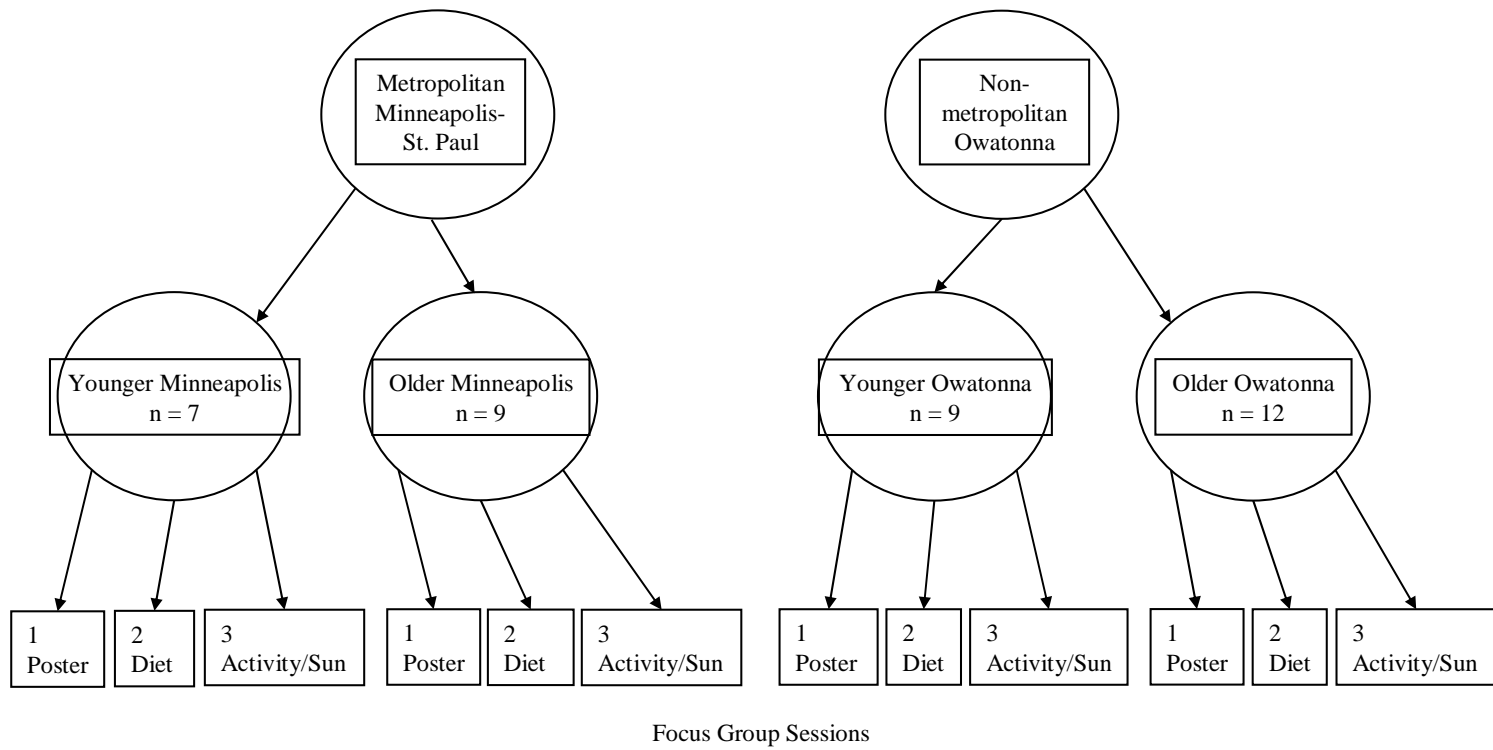 Metropolitan
Minneapolis-
St. Paul
Non-
metropolitan
Owatonna
Younger Minneapolis
n = 7
Older Minneapolis
n = 9
Younger Owatonna
n = 9
Older Owatonna
n = 12
1
Poster
2
Diet
3
Activity/Sun
1
Poster
2
Diet
3
Activity/Sun
1
Poster
2
Diet
3
Activity/Sun
1
Poster
2
Diet
3
Activity/Sun
Focus Group Sessions